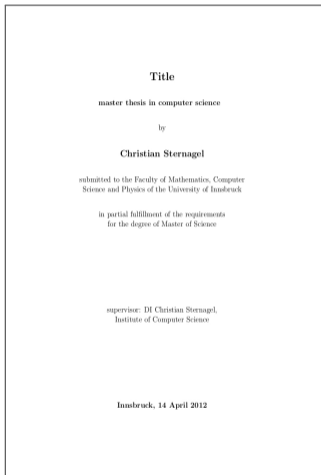 Title
master thesis in computer science
by
Christian Sternagel
submitted to the Faculty of Mathematics, Computer
Science and Physics of the University of Innsbruck
in partial fulfillment of the requirements
for the degree of Master of Science
supervisor: DI Christian Sternagel,
Institute of Computer Science
Innsbruck, 14 April 2012